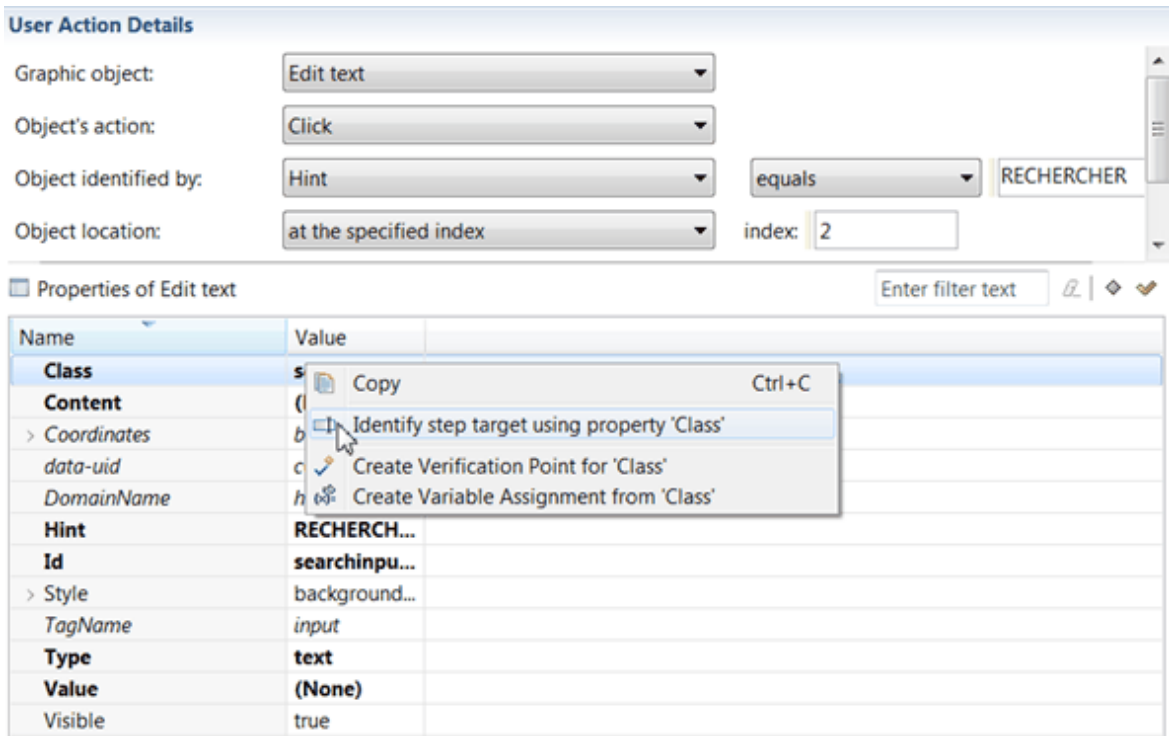 User Action Details
Graphic object: Edit text
Object's action: Click
Object identified by: Hint equals RECHERCHER
Object location: at the specified index index: 2
Properties of Edit text Enter filter text
Name Value
Class s
Copy Ctrl+C
Content (
Identify step target using property 'Class'
Coordinates b
data-uid c
Create Verification Point for 'Class'
DomainName h
Create Variable Assignment from 'Class'
Hint RECHERCH...
Id searchinpu...
Style background...
TagName input
Type text
Value (None)
Visible true